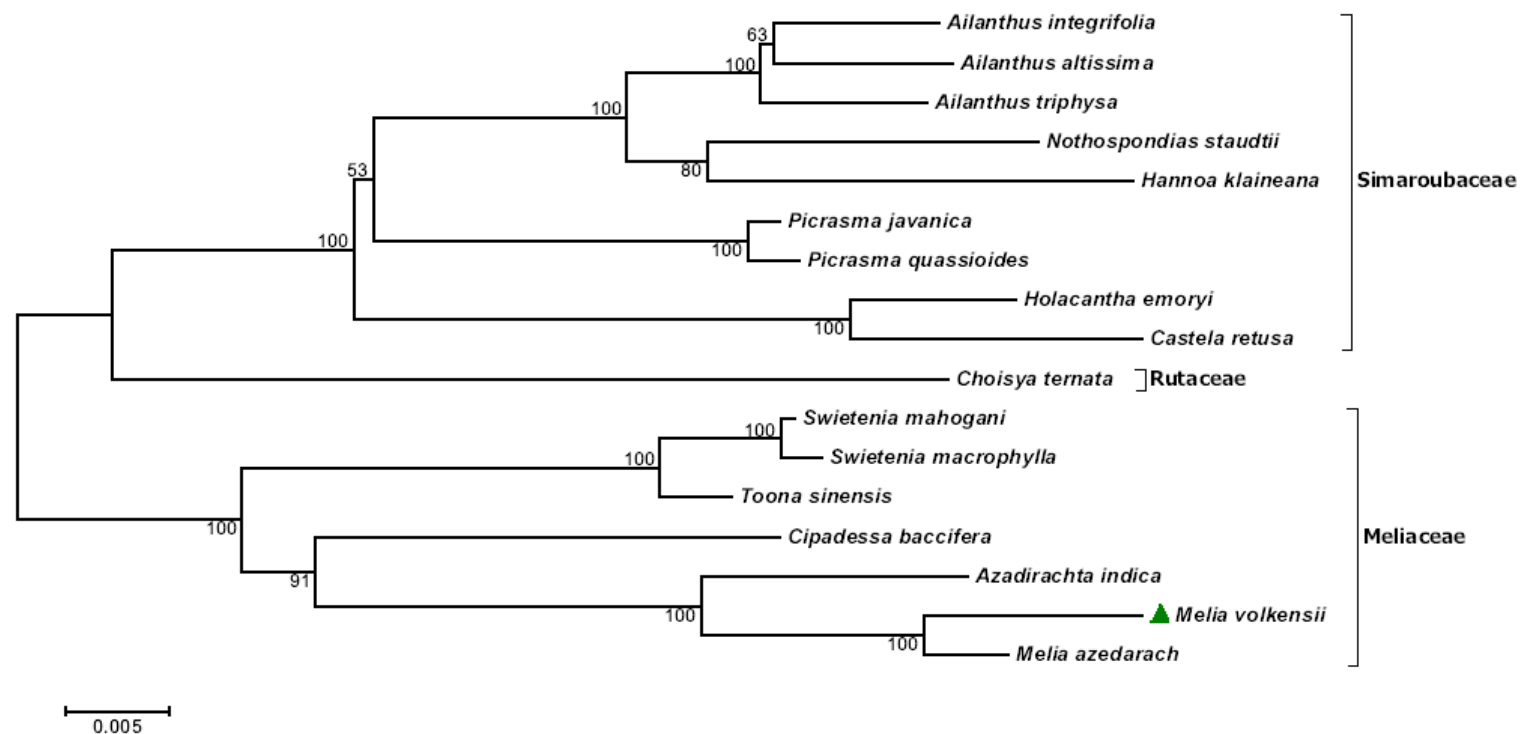 Ailanthus integrifolia
63
Ailanthus altissima
100
Ailanthus triphysa
100
Nothospondias staudtii
80
Hannoa klaineana
Simaroubaceae
53
Picrasma javanica
100
Picrasma quassioides
100
Holacantha emoryi
100
Castela retusa
Choisya ternata
Rutaceae
Swietenia mahogani
100
Swietenia macrophylla
100
Toona sinensis
100
Cipadessa baccifera
Meliaceae
91
Azadirachta indica
100
Melia volkensii
100
Melia azedarach
0.005